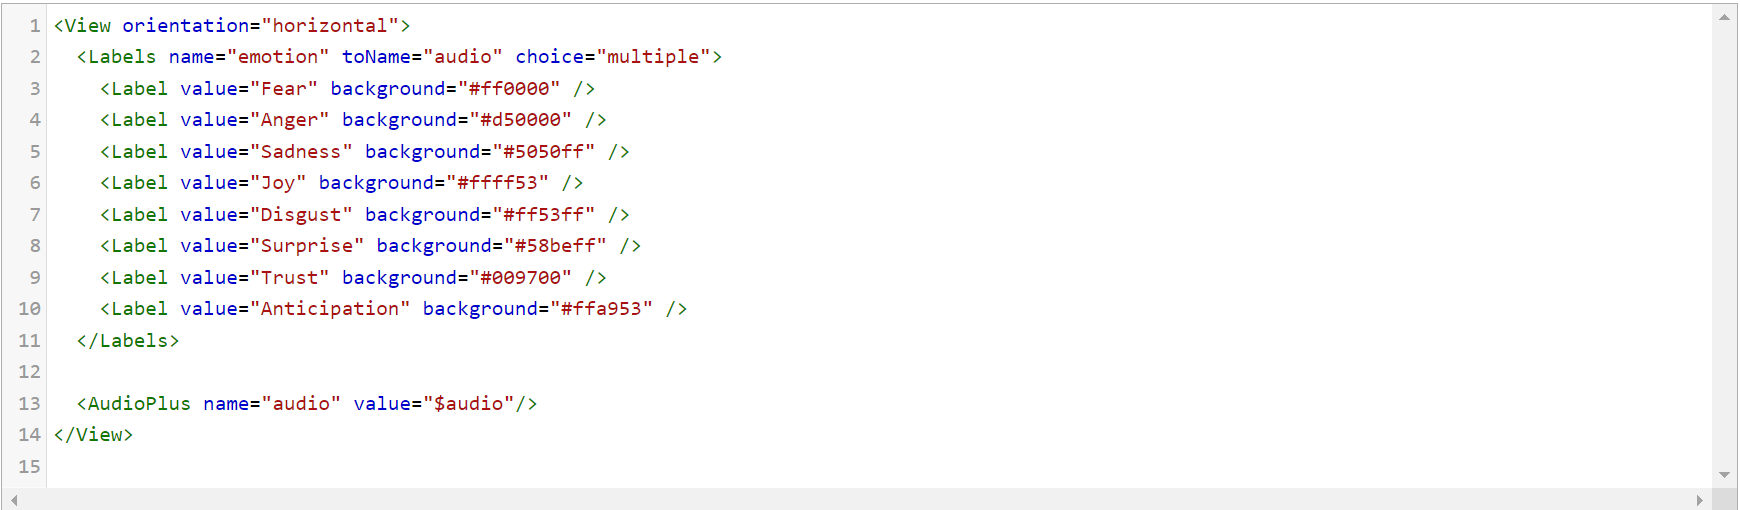 1 <View orientation="horizontal">
2 <Labels name="emotion" toName="audio" choice="multiple">
3 <Label value="Fear" background="#ff0000" />
4 <Label value="Anger" background="#d50000" />
5 <Label value="Sadness" background="#5050ff" />
6 <Label value="Joy" background="#ffff53" />
7 <Label value="Disgust" background="#ff53ff" />
8 <Label value="Surprise" background="#58beff" />
9 <Label value="Trust" background="#009700" />
10 <Label value="Anticipation" background="#ffa953" />
11 </Labels>
12
13 <AudioPlus name="audio" value="$audio"/>
14 </View>
15